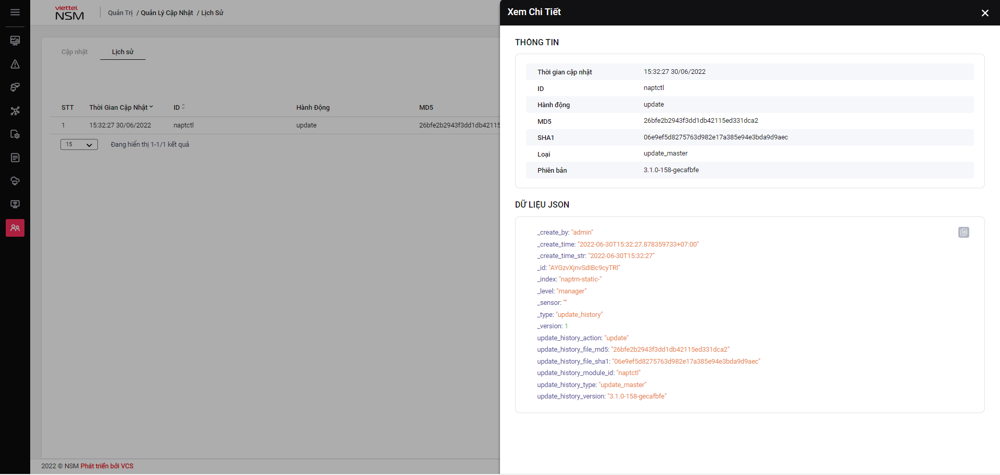 viettel
NSM
Quản Trị / Quản Lý Cập Nhật / Lịch Sử
Cập nhật
Lịch sử
STT Thời Gian Cập Nhật ID Hành Động MD5
1 15:32:27 30/06/2022 naptctl update 26bfe2b2943f3dd1db42115
15 Đang hiển thị 1-1/1 kết quả
2022 © NSM Phát triển bởi VCS
Xem Chi Tiết
THÔNG TIN
Thời gian cập nhật 15:32:27 30/06/2022
ID naptctl
Hành động update
MD5 26bfe2b2943f3dd1db42115ed331dca2
SHA1 06e9ef5d8275763d982e17a385e94e3bda9d9aec
Loại update_master
Phiên bản 3.1.0-158-gecafbfe
DỮ LIỆU JSON
_create_by: "admin"
_create_time: "2022-06-30T15:32:27.878359733+07:00"
_create_time_str: "2022-06-30T15:32:27"
_id: "AYGzvXjnvSdIBc9cyTRl"
_index: "naptm-static-"
_level: "manager"
_sensor: ""
_type: "update_history"
_version: 1
update_history_action: "update"
update_history_file_md5: "26bfe2b2943f3dd1db42115ed331dca2"
update_history_file_sha1: "06e9ef5d8275763d982e17a385e94e3bda9d9aec"
update_history_module_id: "naptctl"
update_history_type: "update_master"
update_history_version: "3.1.0-158-gecafbfe"